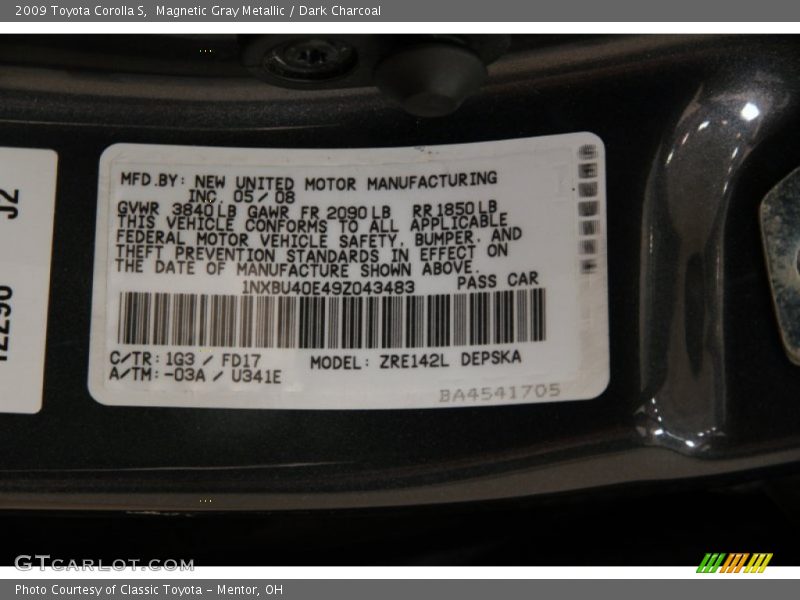 2009 Toyota Corolla S,  Magnetic Gray Metallic / Dark Charcoal
J2
12290
MFD.BY: NEW UNITED MOTOR MANUFACTURING
INC. 05/08
GVWR 3840LB GAWR FR 2090LB RR1850LB
THIS VEHICLE CONFORMS TO ALL APPLICABLE
FEDERAL MOTOR VEHICLE SAFETY, BUMPER, AND
THEFT PREVENTION STANDARDS IN EFFECT ON
THE DATE OF MANUFACTURE SHOWN ABOVE.
1NXBU40E49Z043483 PASS CAR
C/TR: 1G3 / FD17 MODEL: ZRE142L DEPSKA
A/TM: -03A / U341E
BA4541705
GTCARLOT.COM
Photo Courtesy of Classic Toyota - Mentor, OH